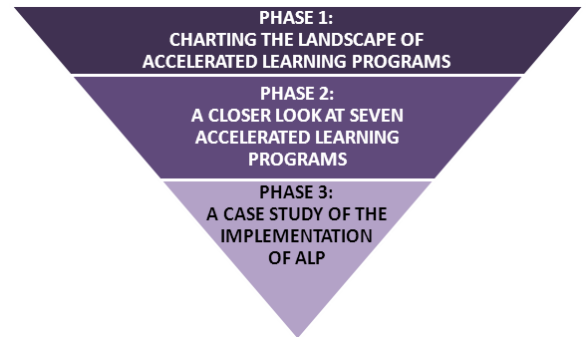 PHASE 1:
CHARTING THE LANDSCAPE OF
ACCELERATED LEARNING PROGRAMS
PHASE 2:
A CLOSER LOOK AT SEVEN
ACCELERATED LEARNING
PROGRAMS
PHASE 3:
A CASE STUDY OF THE
IMPLEMENTATION
OF ALP